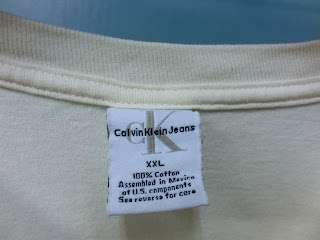 CK
Calvin Klein Jeans
XXL
100% Cotton
Assembled in Mexico
of U.S. components
See reverse for care